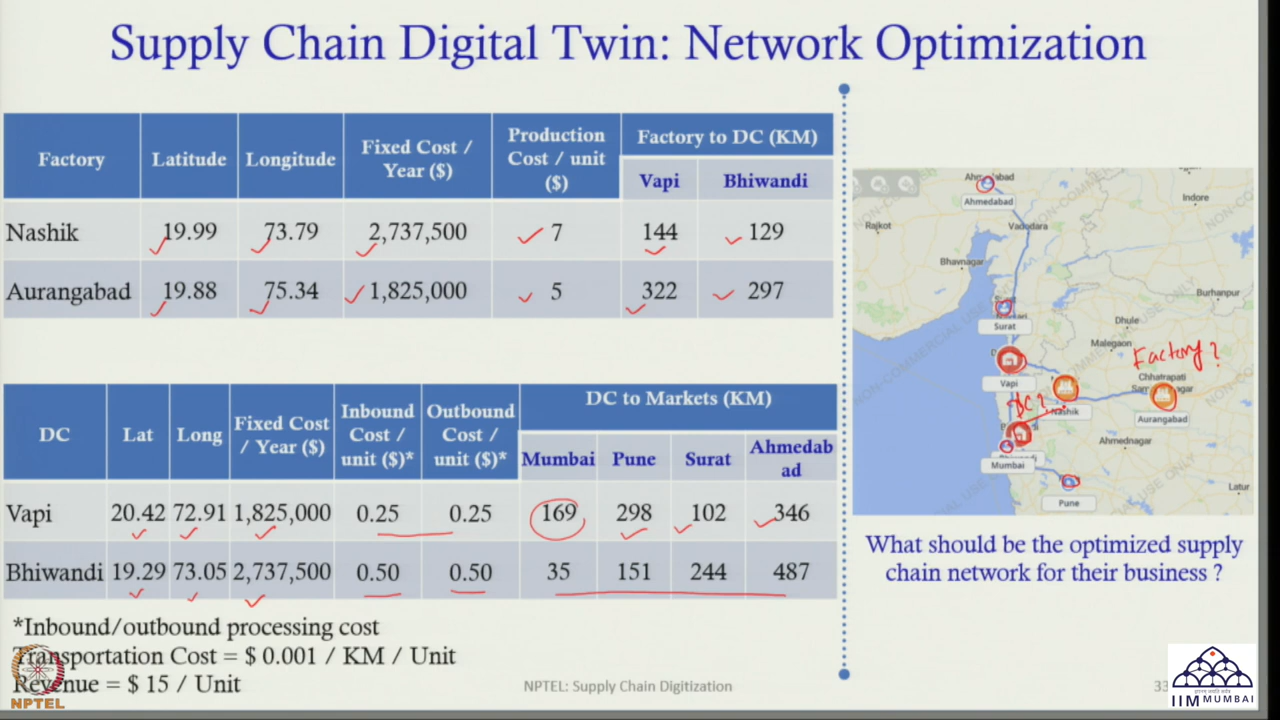 Supply Chain Digital Twin: Network Optimization
Factory Latitude Longitude Fixed Cost / Year ($) Production Cost / unit ($) Factory to DC (KM)
Vapi Bhiwandi
Nashik 19.99 73.79 2,737,500 7 144 129
Aurangabad 19.88 75.34 1,825,000 5 322 297
DC Lat Long Fixed Cost / Year ($) Inbound Cost / unit ($)* Outbound Cost / unit ($)* DC to Markets (KM)
Mumbai Pune Surat Ahmedabad
Vapi 20.42 72.91 1,825,000 0.25 0.25 169 298 102 346
Bhiwandi 19.29 73.05 2,737,500 0.50 0.50 35 151 244 487
*Inbound/outbound processing cost
Transportation Cost = $ 0.001 / KM / Unit
Revenue = $ 15 / Unit
Ahmedabad
Indore
Rajkot
Vadodara
Bhavnagar
Burhanpur
Surat
Dhule
Malegaon
Factory?
Chhatrapati
Vapi
DC?
Nashik
Aurangabad
Ahmednagar
Mumbai
Latur
Pune
What should be the optimized supply
chain network for their business ?
NPTEL
NPTEL: Supply Chain Digitization
33
IIM MUMBAI